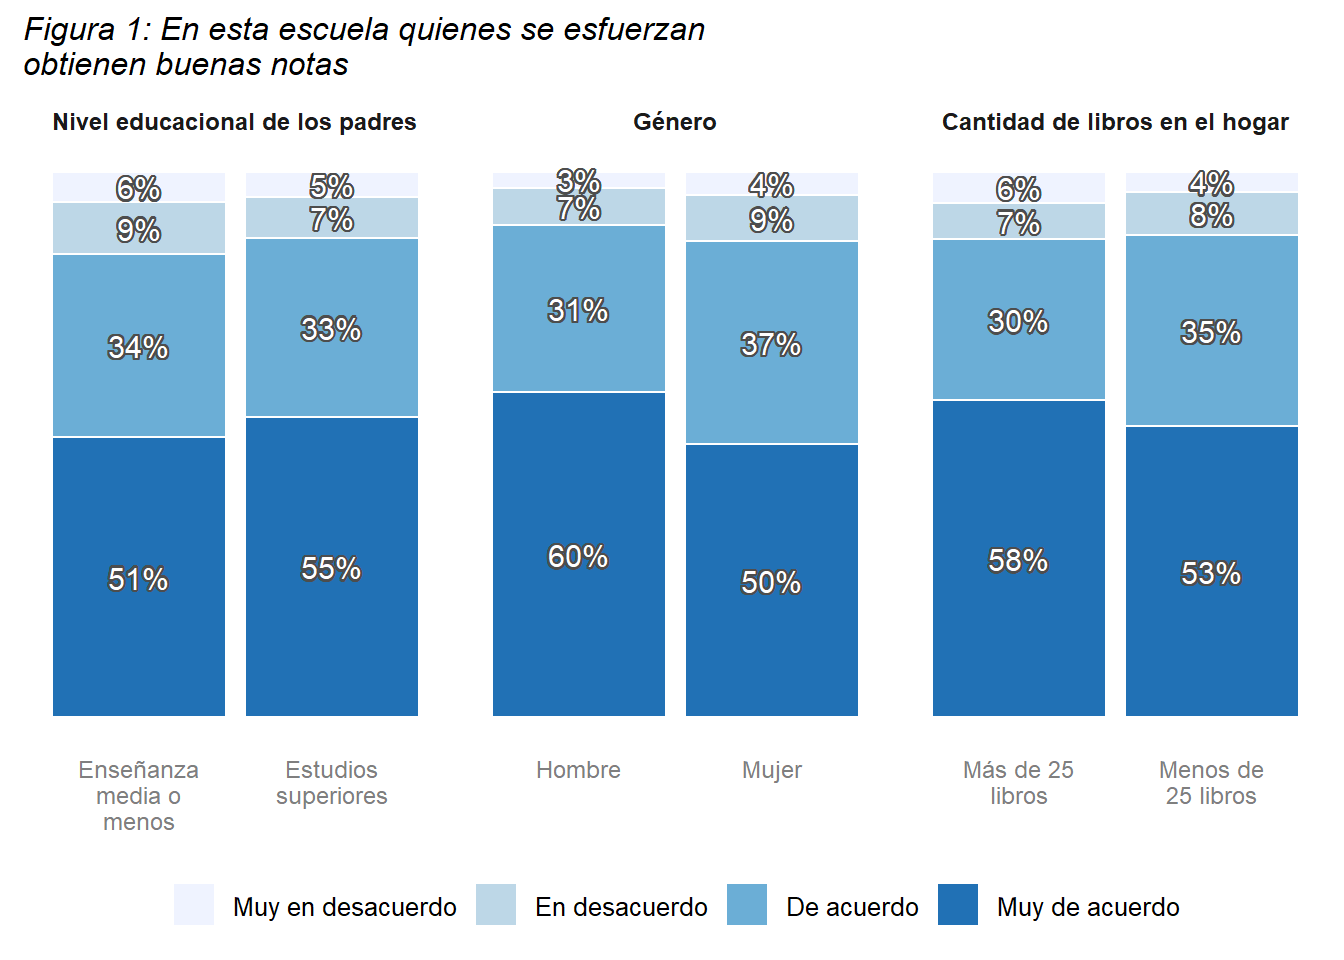 Figura 1: En esta escuela quienes se esfuerzan
obtienen buenas notas
Nivel educacional de los padres
Género
Cantidad de libros en el hogar
6%
5%
3%
4%
6%
4%
9%
7%
7%
9%
7%
8%
34%
33%
31%
37%
30%
35%
51%
55%
60%
50%
58%
53%
Enseñanza
media o
menos
Estudios
superiores
Hombre
Mujer
Más de 25
libros
Menos de
25 libros
Muy en desacuerdo
En desacuerdo
De acuerdo
Muy de acuerdo